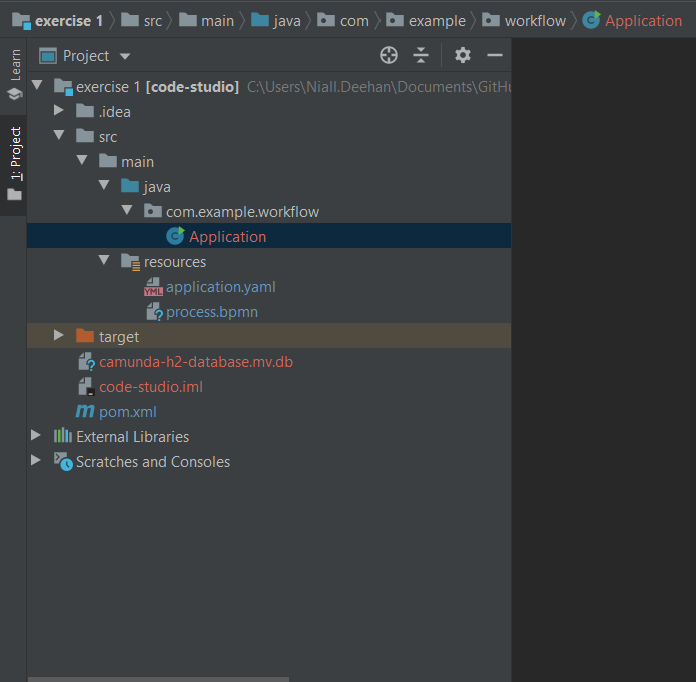 exercise 1 src main java com example workflow Application
Learn
1: Project
Project
exercise 1 [code-studio] C:\Users\Niall.Deehan\Documents\GitHu
.idea
src
main
java
com.example.workflow
C Application
resources
YML application.yaml
process.bpmn
target
camunda-h2-database.mv.db
code-studio.iml
m pom.xml
External Libraries
Scratches and Consoles